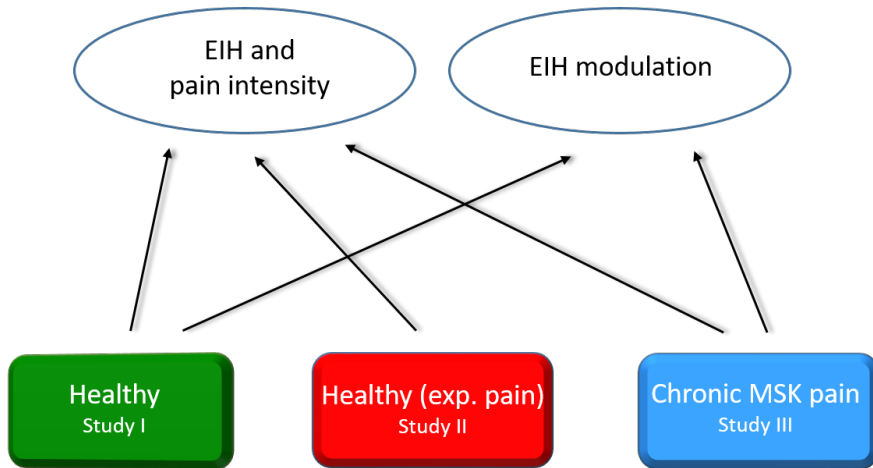 EIH and
pain intensity
EIH modulation
Healthy
Study I
Healthy (exp. pain)
Study II
Chronic MSK pain
Study III